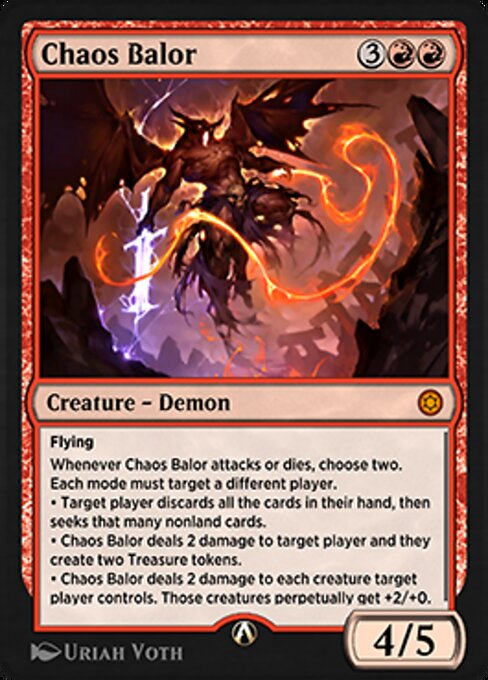 Chaos Balor 3
Creature – Demon
Flying
Whenever Chaos Balor attacks or dies, choose two.
Each mode must target a different player.
• Target player discards all the cards in their hand, then
seeks that many nonland cards.
• Chaos Balor deals 2 damage to target player and they
create two Treasure tokens.
• Chaos Balor deals 2 damage to each creature target
player controls. Those creatures perpetually get +2/+0.
4/5
Uriah Voth